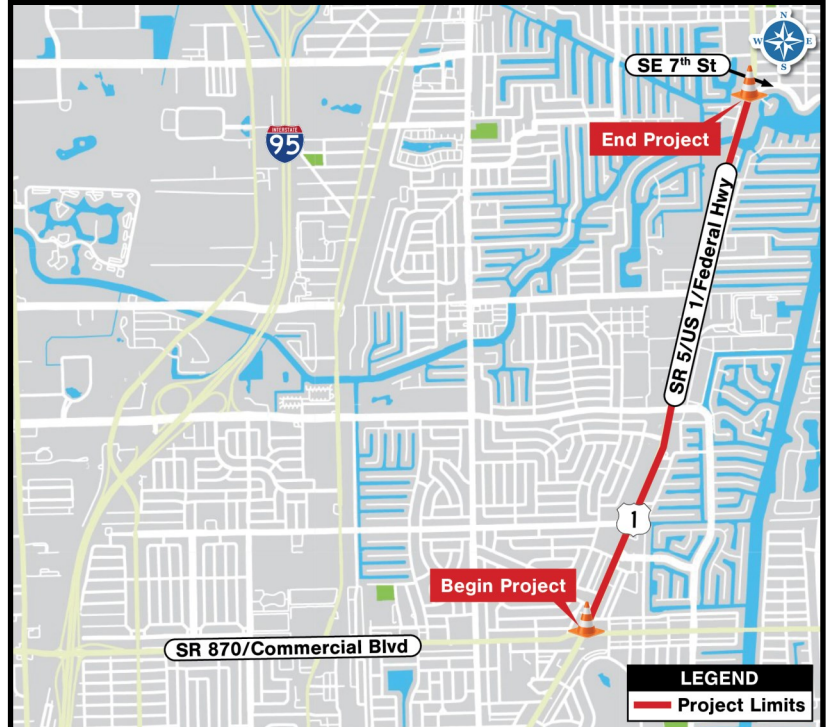 N
W E
S
SE 7th St
INTERSTATE
95
End Project
SR 5/US 1/Federal Hwy
1
Begin Project
SR 870/Commercial Blvd
LEGEND
Project Limits